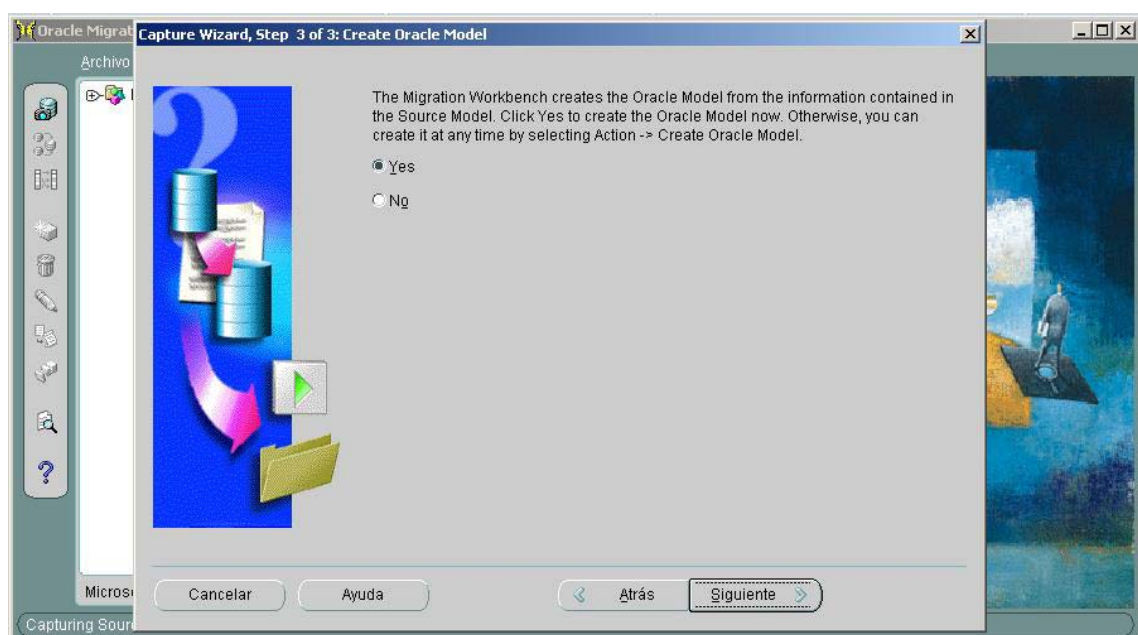 Oracle Migrat
Capture Wizard, Step 3 of 3: Create Oracle Model
Archivo
The Migration Workbench creates the Oracle Model from the information contained in
the Source Model. Click Yes to create the Oracle Model now. Otherwise, you can
create it at any time by selecting Action -> Create Oracle Model.
Yes
No
Micros
Cancelar
Ayuda
Atrás
Siguiente
Capturing Sour